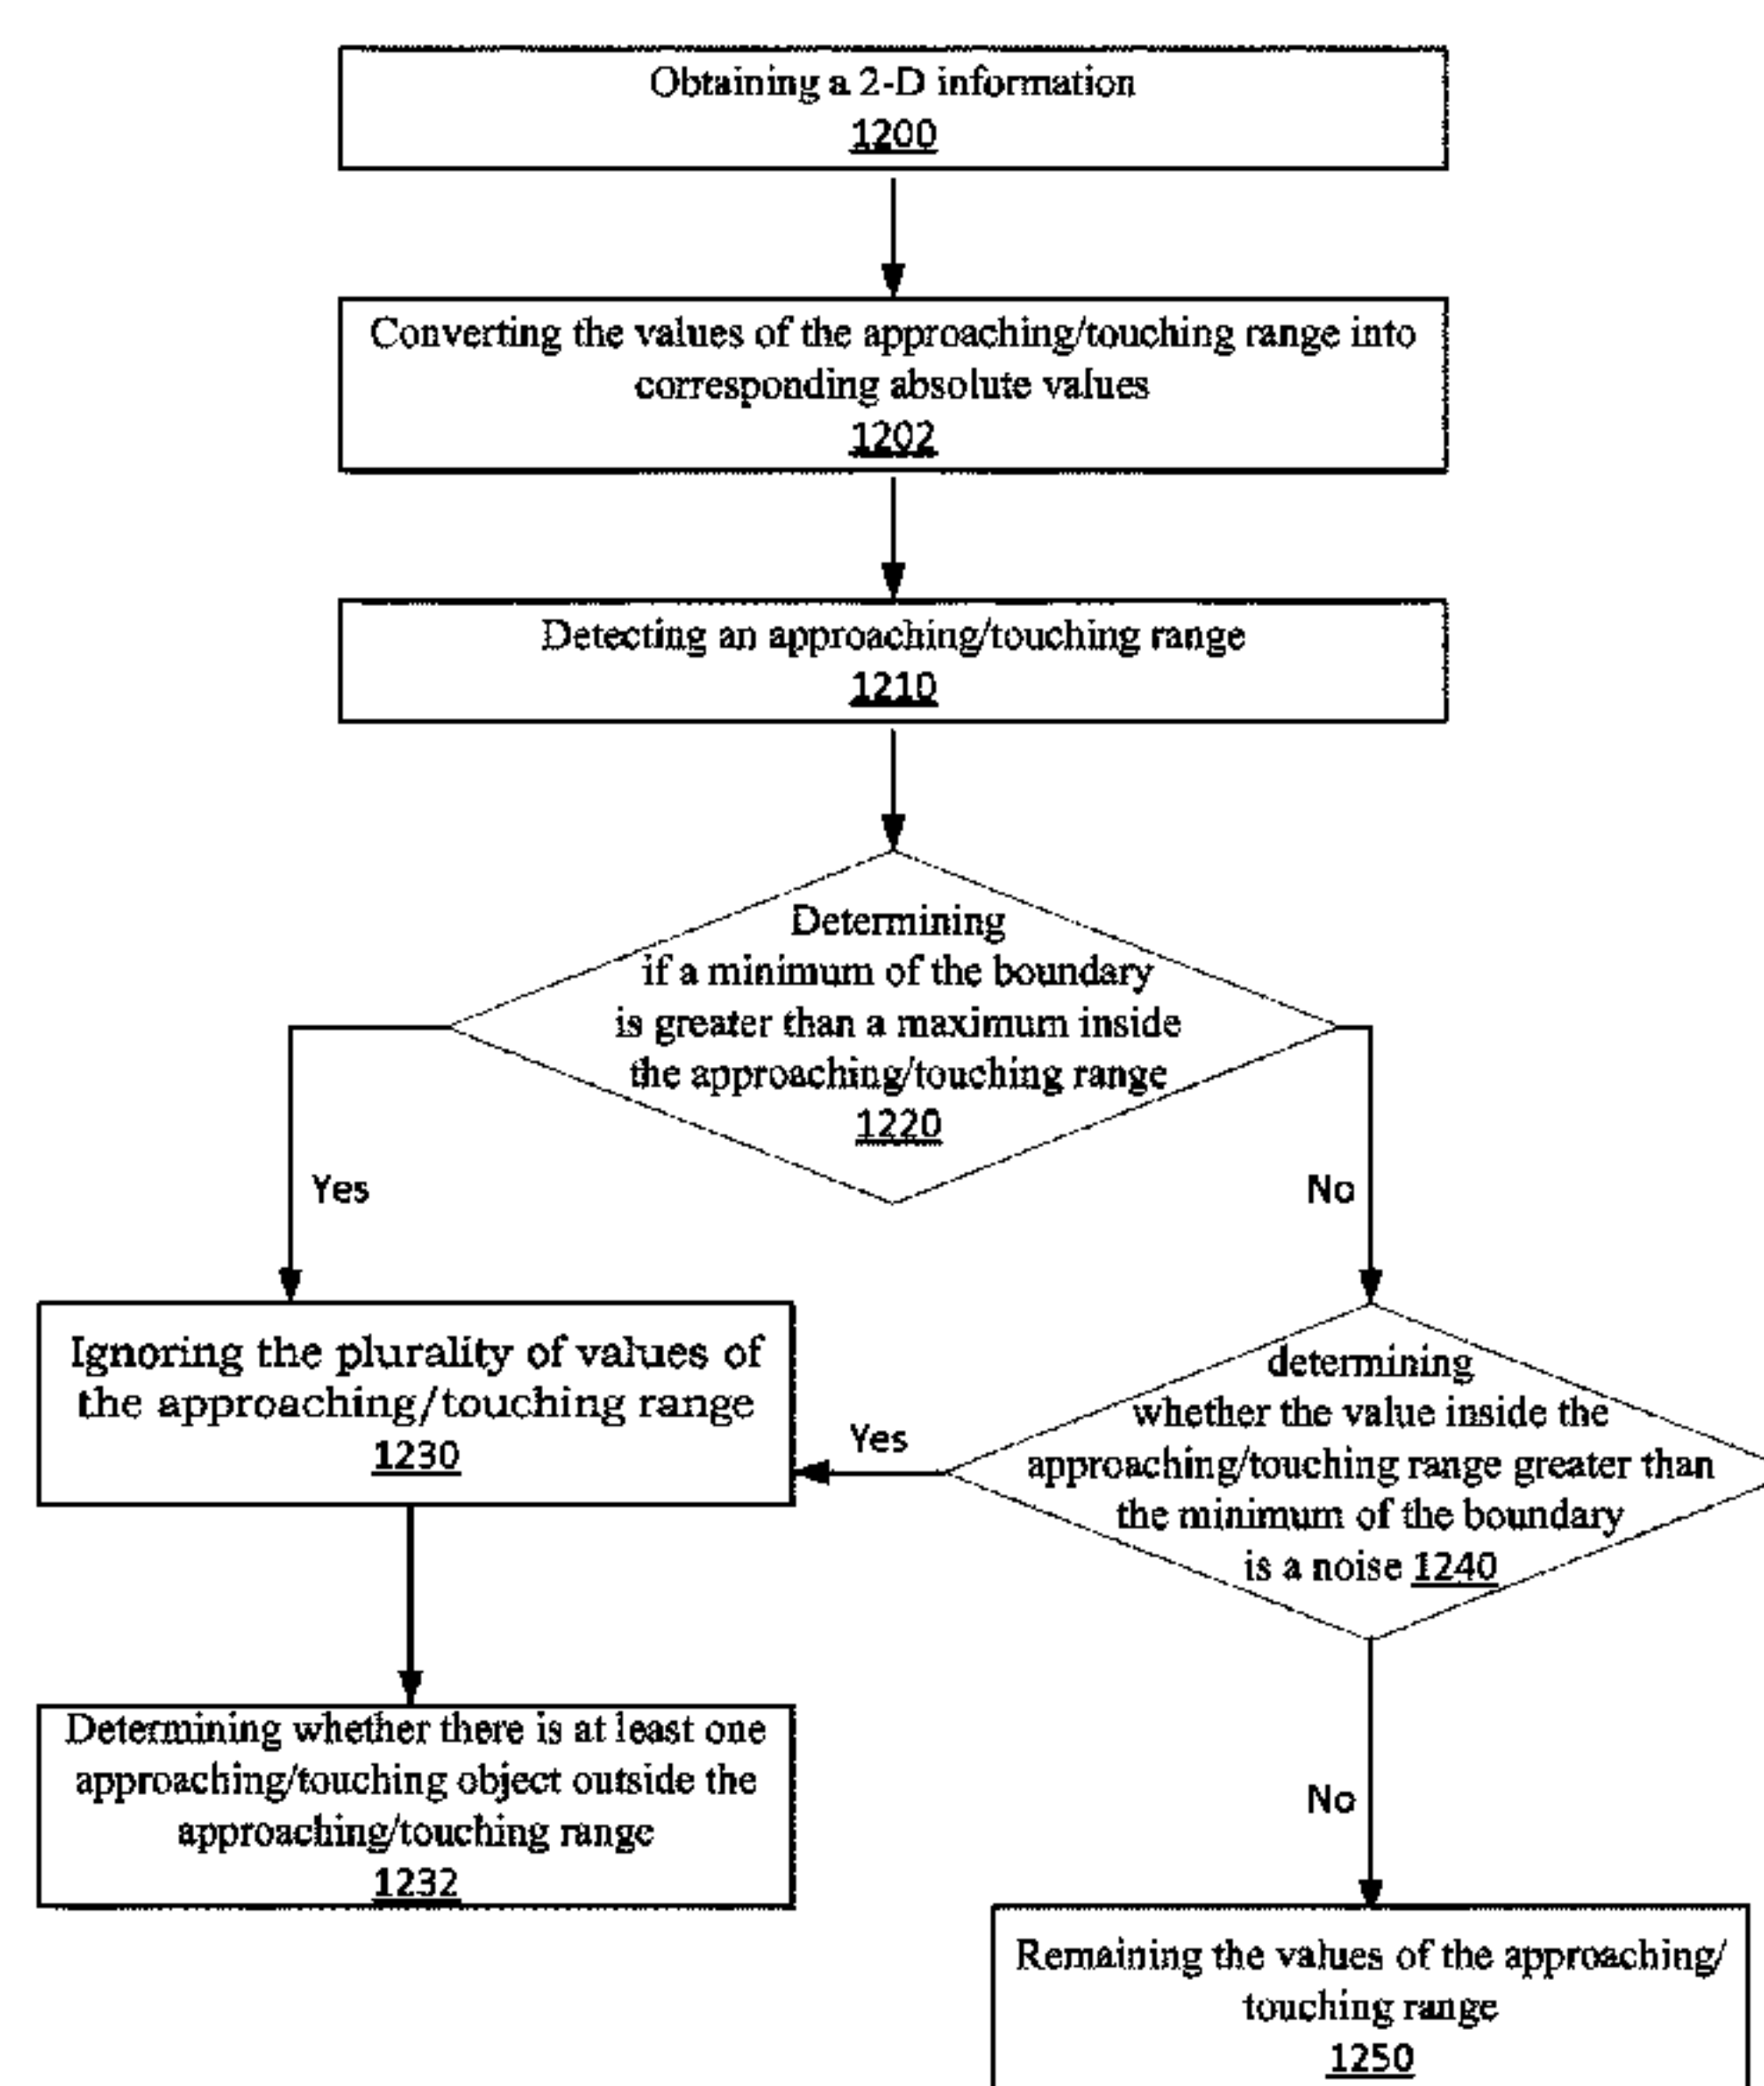 Obtaining a 2-D information
1200
Converting the values of the approaching/touching range into
corresponding absolute values
1202
Detecting an approaching/touching range
1210
Determining
if a minimum of the boundary
is greater than a maximum inside
the approaching/touching range
1220
Yes
No
Ignoring the plurality of values of
the approaching/touching range
1230
Yes
determining
whether the value inside the
approaching/touching range greater than
the minimum of the boundary
is a noise 1240
Determining whether there is at least one
approaching/touching object outside the
approaching/touching range
1232
No
Remaining the values of the approaching/
touching range
1250